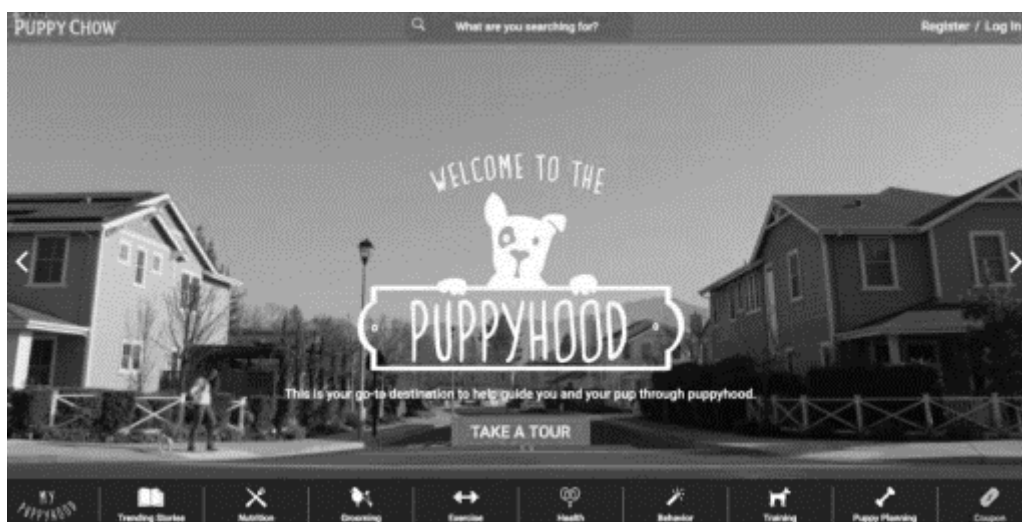 PUPPY CHOW
What are you searching for?
Register / Log In
WELCOME TO THE
PUPPYHOOD
This is your go-to destination to help guide you and your pup through puppyhood.
TAKE A TOUR
MY PUPPYHOOD
Trending Stories
Nutrition
Grooming
Exercise
Health
Behavior
Training
Puppy Planning
Coupon